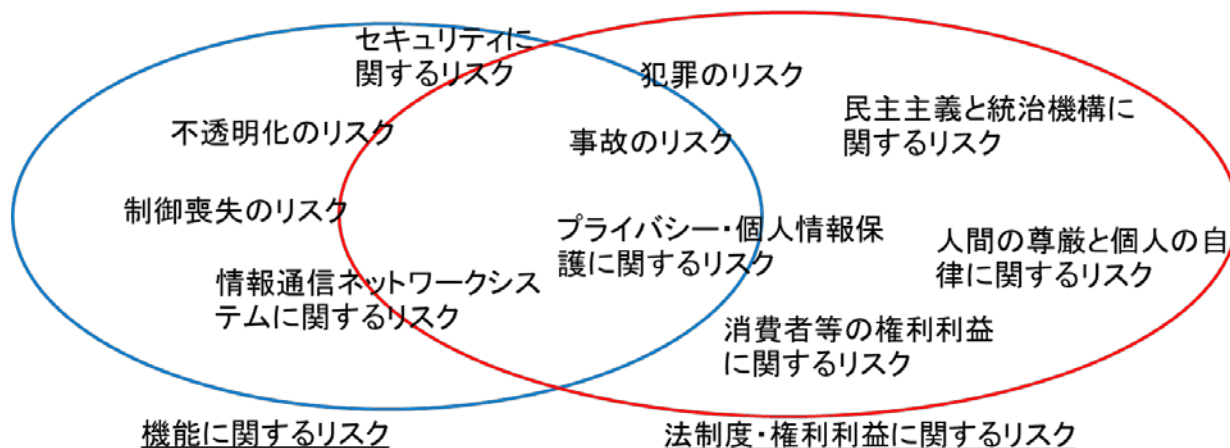 セキュリティに
関するリスク
犯罪のリスク
民主主義と統治機構に
関するリスク
不透明化のリスク
事故のリスク
制御喪失のリスク
プライバシー・個人情報保
護に関するリスク
人間の尊厳と個人の自
律に関するリスク
情報通信ネットワークシス
テムに関するリスク
消費者等の権利利益
に関するリスク
機能に関するリスク
法制度・権利利益に関するリスク